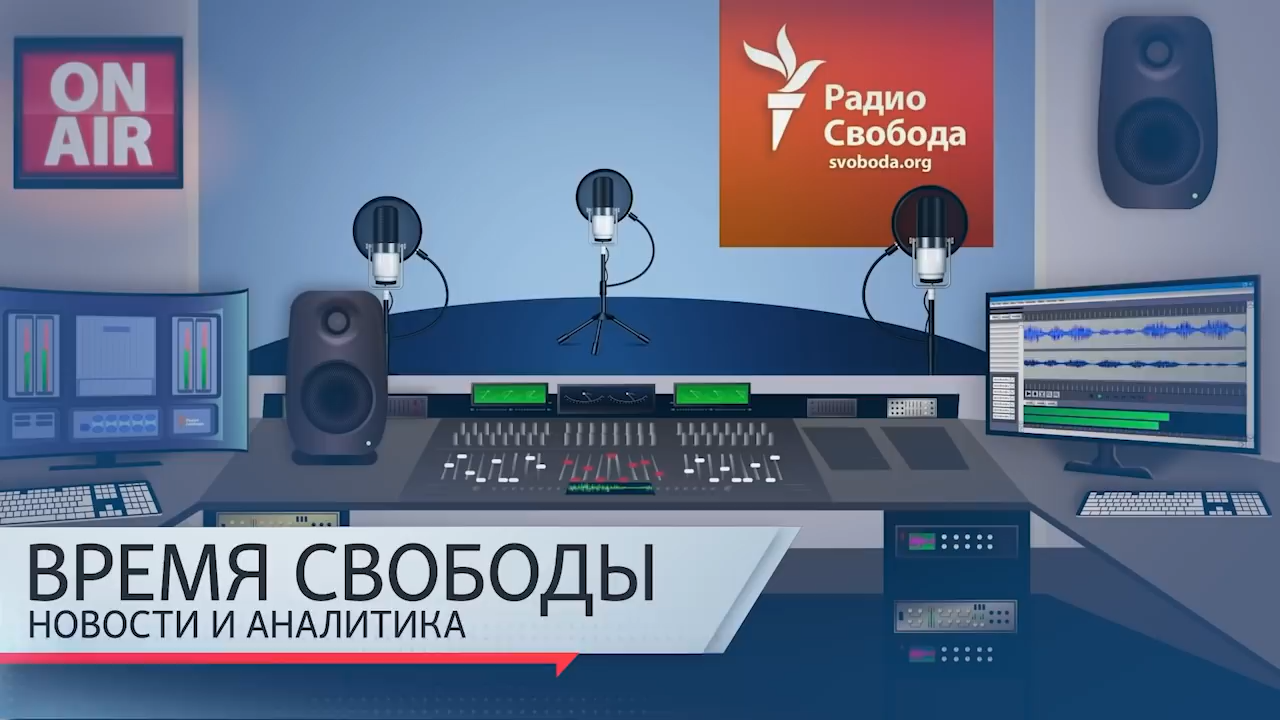 ON
AIR
Радио
Свобода
svoboda.org
ВРЕМЯ СВОБОДЫ
НОВОСТИ И АНАЛИТИКА